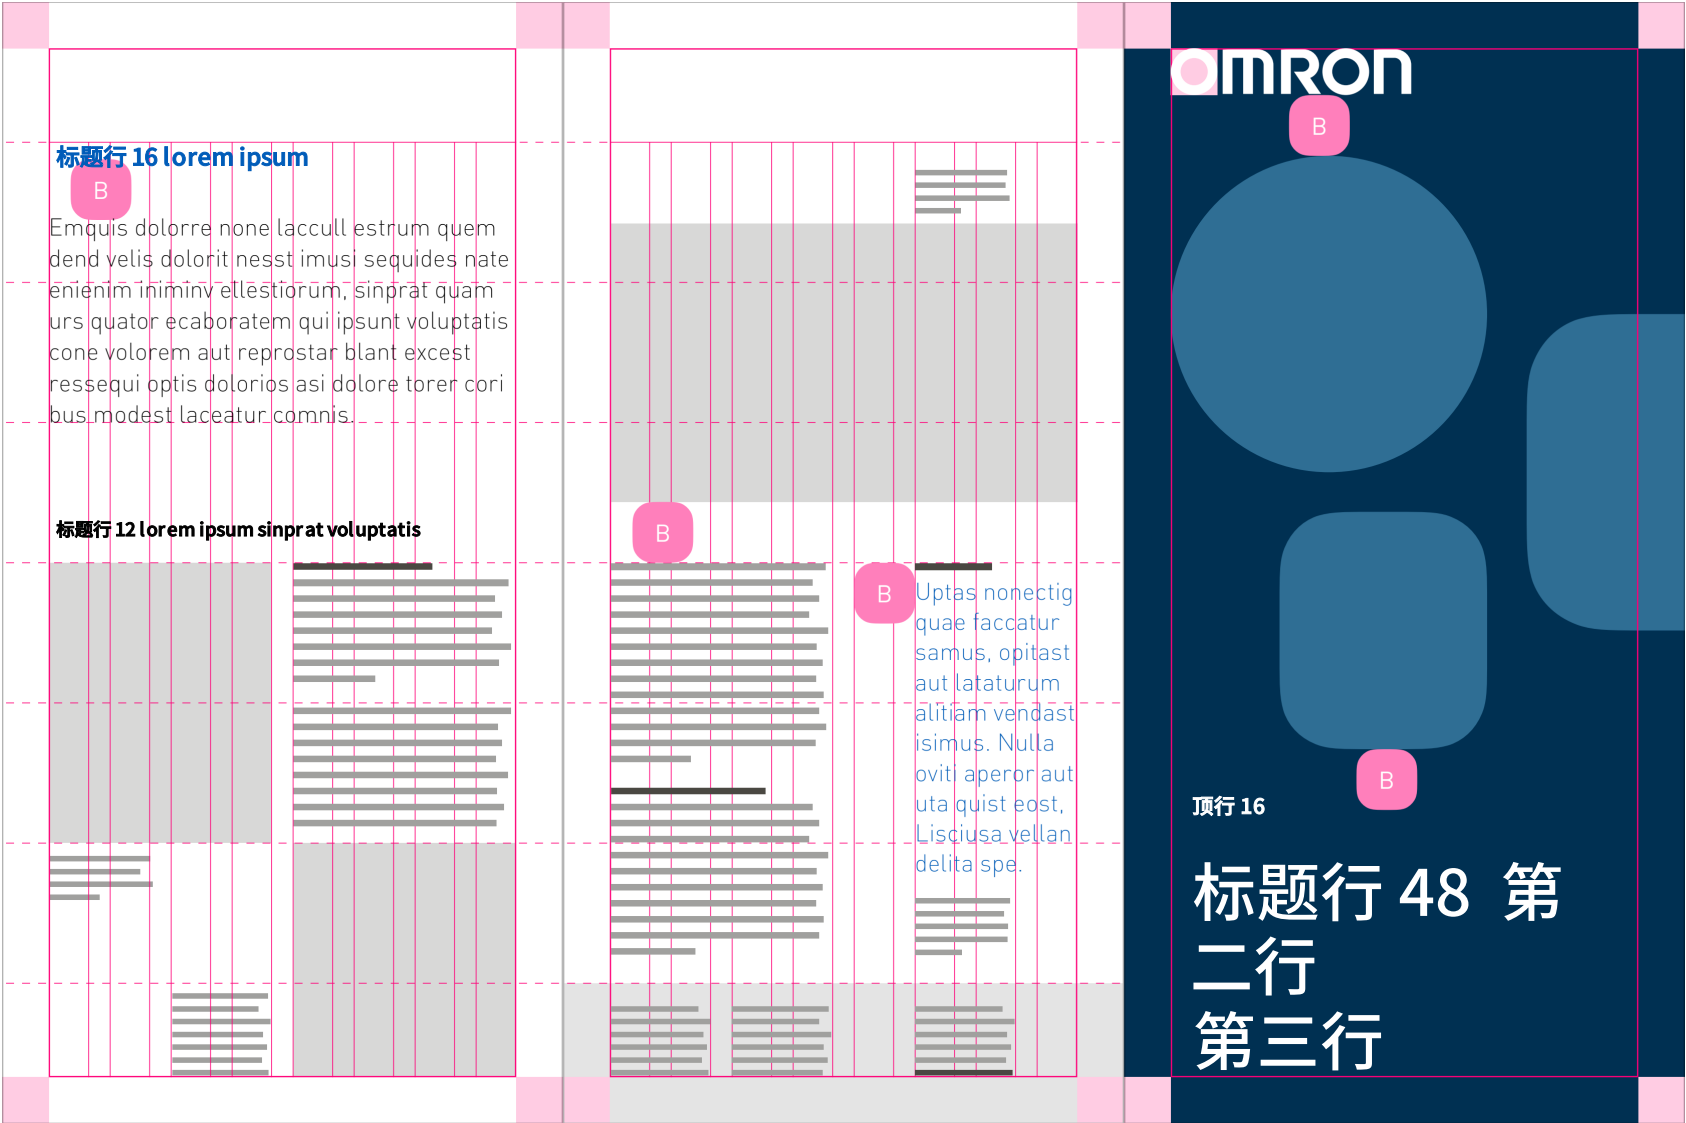 标题行 16 lorem ipsum
B
Emquis dolorre none laccull estrum quem
dend velis dolorit nesst imusi sequides nate
enienim iniminv ellestiorum, sinprat quam
urs quator ecaboratem qui ipsunt voluptatis
cone volorem aut reprostar blant excest
ressequi optis dolorios asi dolore torer cori
bus modest laceatur comnis.
标题行 12 lorem ipsum sinprat voluptatis
B
B
Uptas nonectig
quae faccatur
samus, opitast
aut lataturum
alitiam vendast
isimus. Nulla
oviti aperor aut
uta quist eost,
Lisciusa vellan
delita spe.
OMRON
B
B
顶行 16
标题行 48 第
二行
第三行